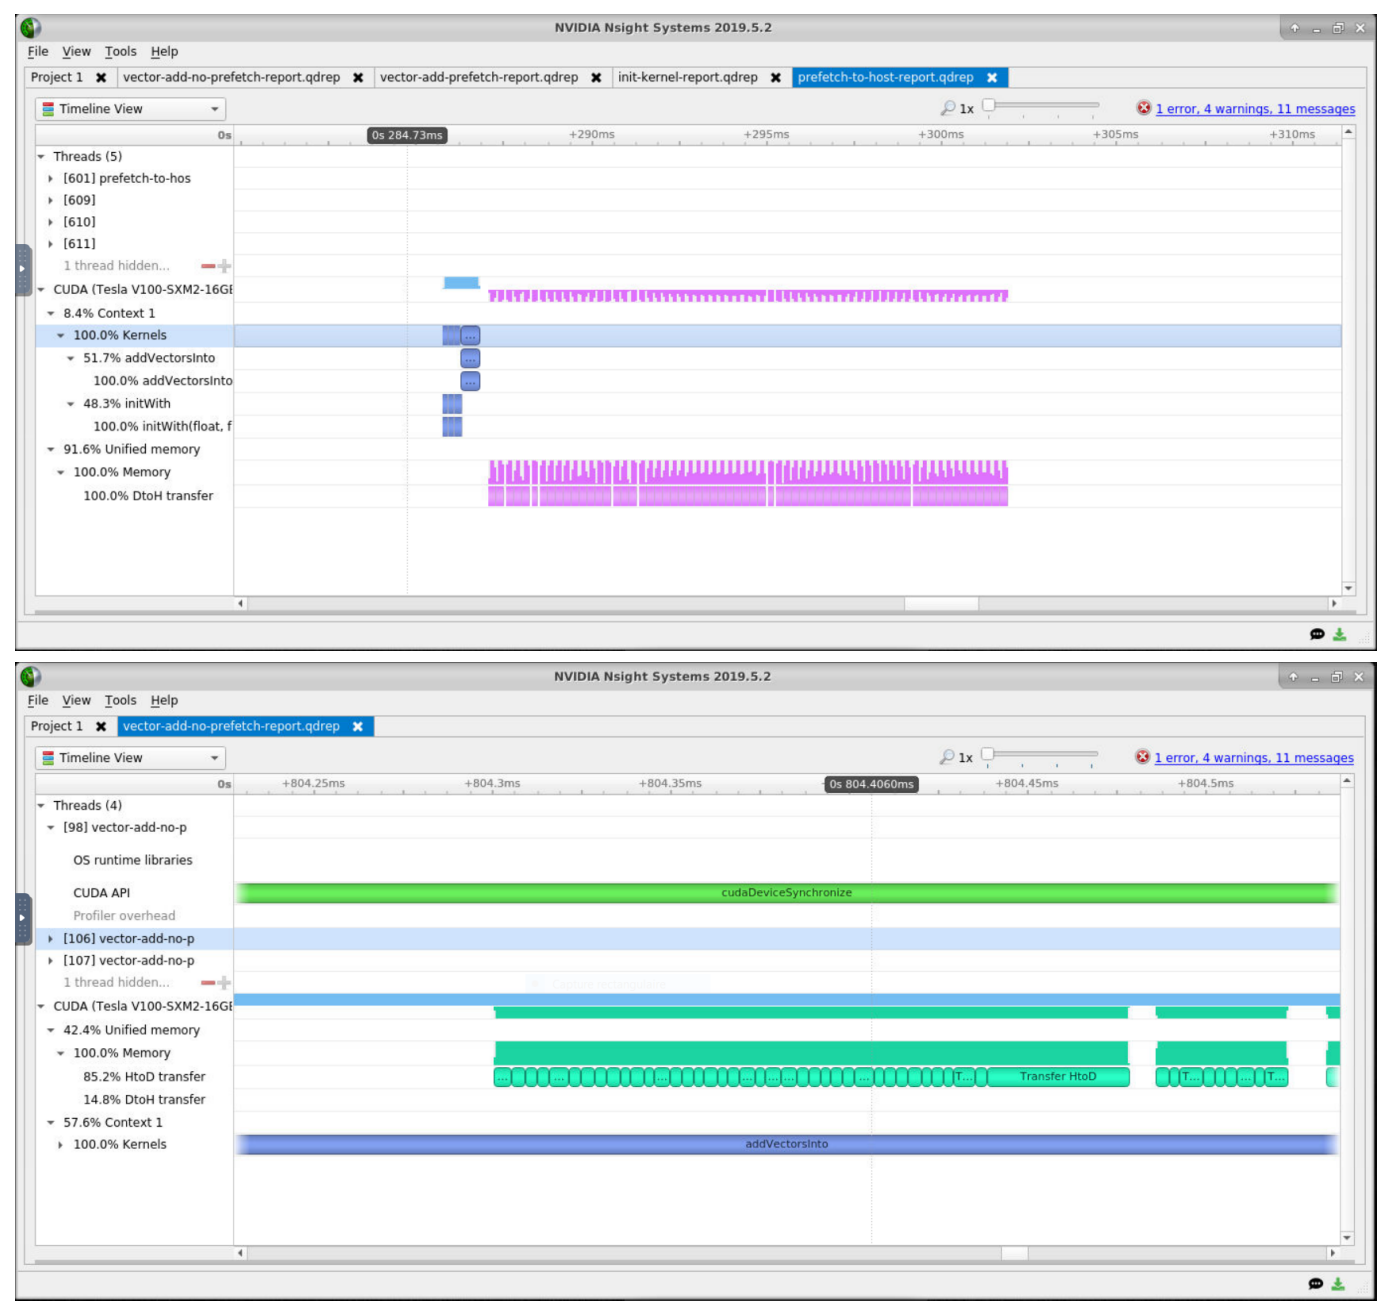 NVIDIA Nsight Systems 2019.5.2
File View Tools Help
Project 1 vector-add-no-prefetch-report.qdrep vector-add-prefetch-report.qdrep init-kernel-report.qdrep prefetch-to-host-report.qdrep
Timeline View 1x 1 error, 4 warnings, 11 messages
0s 0s 284.73ms +290ms +295ms +300ms +305ms +310ms
Threads (5)
[601] prefetch-to-hos
[609]
[610]
[611]
1 thread hidden...
CUDA (Tesla V100-SXM2-16GE
8.4% Context 1
100.0% Kernels ...
51.7% addVectorsInto ...
100.0% addVectorsInto ...
48.3% initWith
100.0% initWith(float, f
91.6% Unified memory
100.0% Memory
100.0% DtoH transfer
NVIDIA Nsight Systems 2019.5.2
File View Tools Help
Project 1 vector-add-no-prefetch-report.qdrep
Timeline View 1x 1 error, 4 warnings, 11 messages
0s +804.25ms +804.3ms +804.35ms 0s 804.4060ms +804.45ms +804.5ms
Threads (4)
[98] vector-add-no-p
OS runtime libraries
CUDA API cudaDeviceSynchronize
Profiler overhead
[106] vector-add-no-p
[107] vector-add-no-p
1 thread hidden...
CUDA (Tesla V100-SXM2-16GE
42.4% Unified memory
100.0% Memory
85.2% HtoD transfer ... ... ... ... ... ... T... Transfer HtoD T... ... T...
14.8% DtoH transfer
57.6% Context 1
100.0% Kernels addVectorsInto